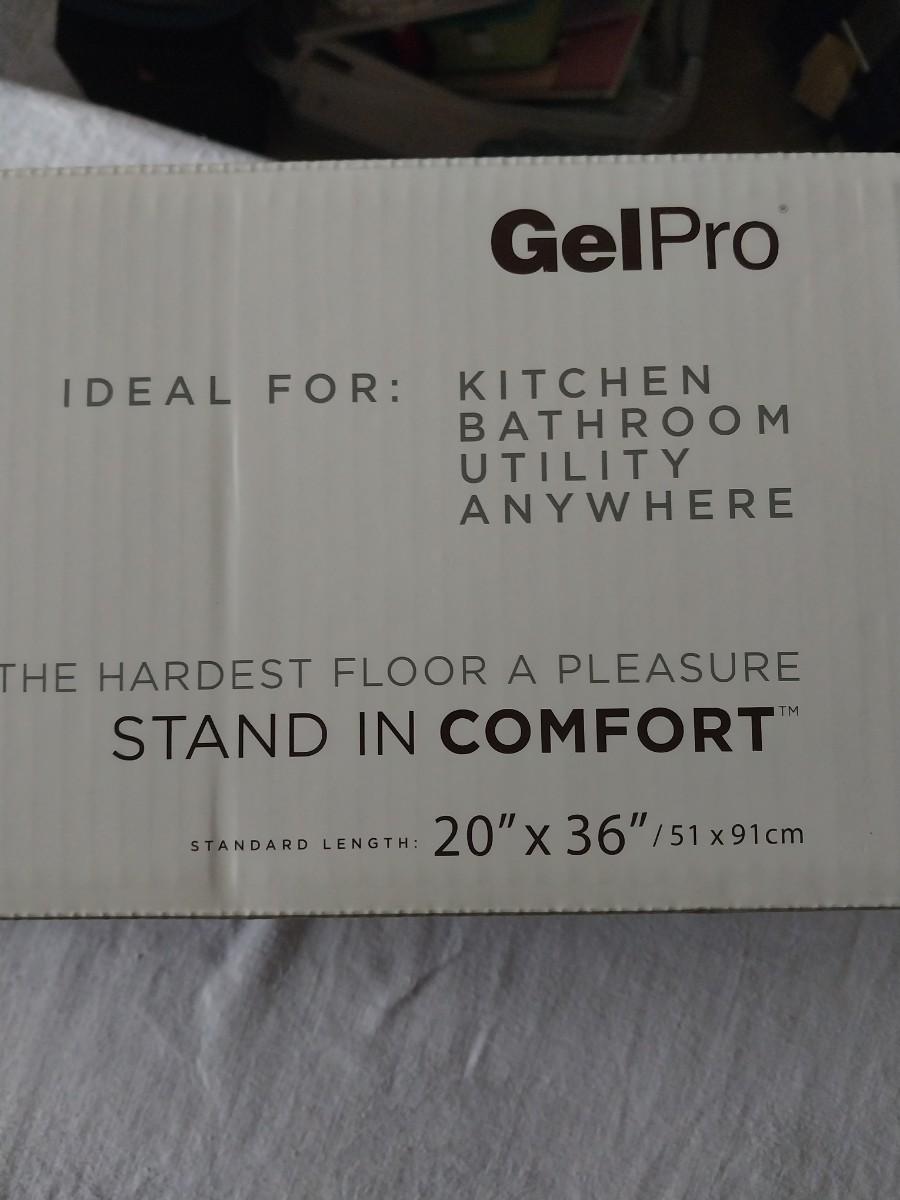 GelPro®
IDEAL FOR: KITCHEN
BATHROOM
UTILITY
ANYWHERE
THE HARDEST FLOOR A PLEASURE
STAND IN COMFORT™
STANDARD LENGTH: 20” x 36” / 51 x 91cm